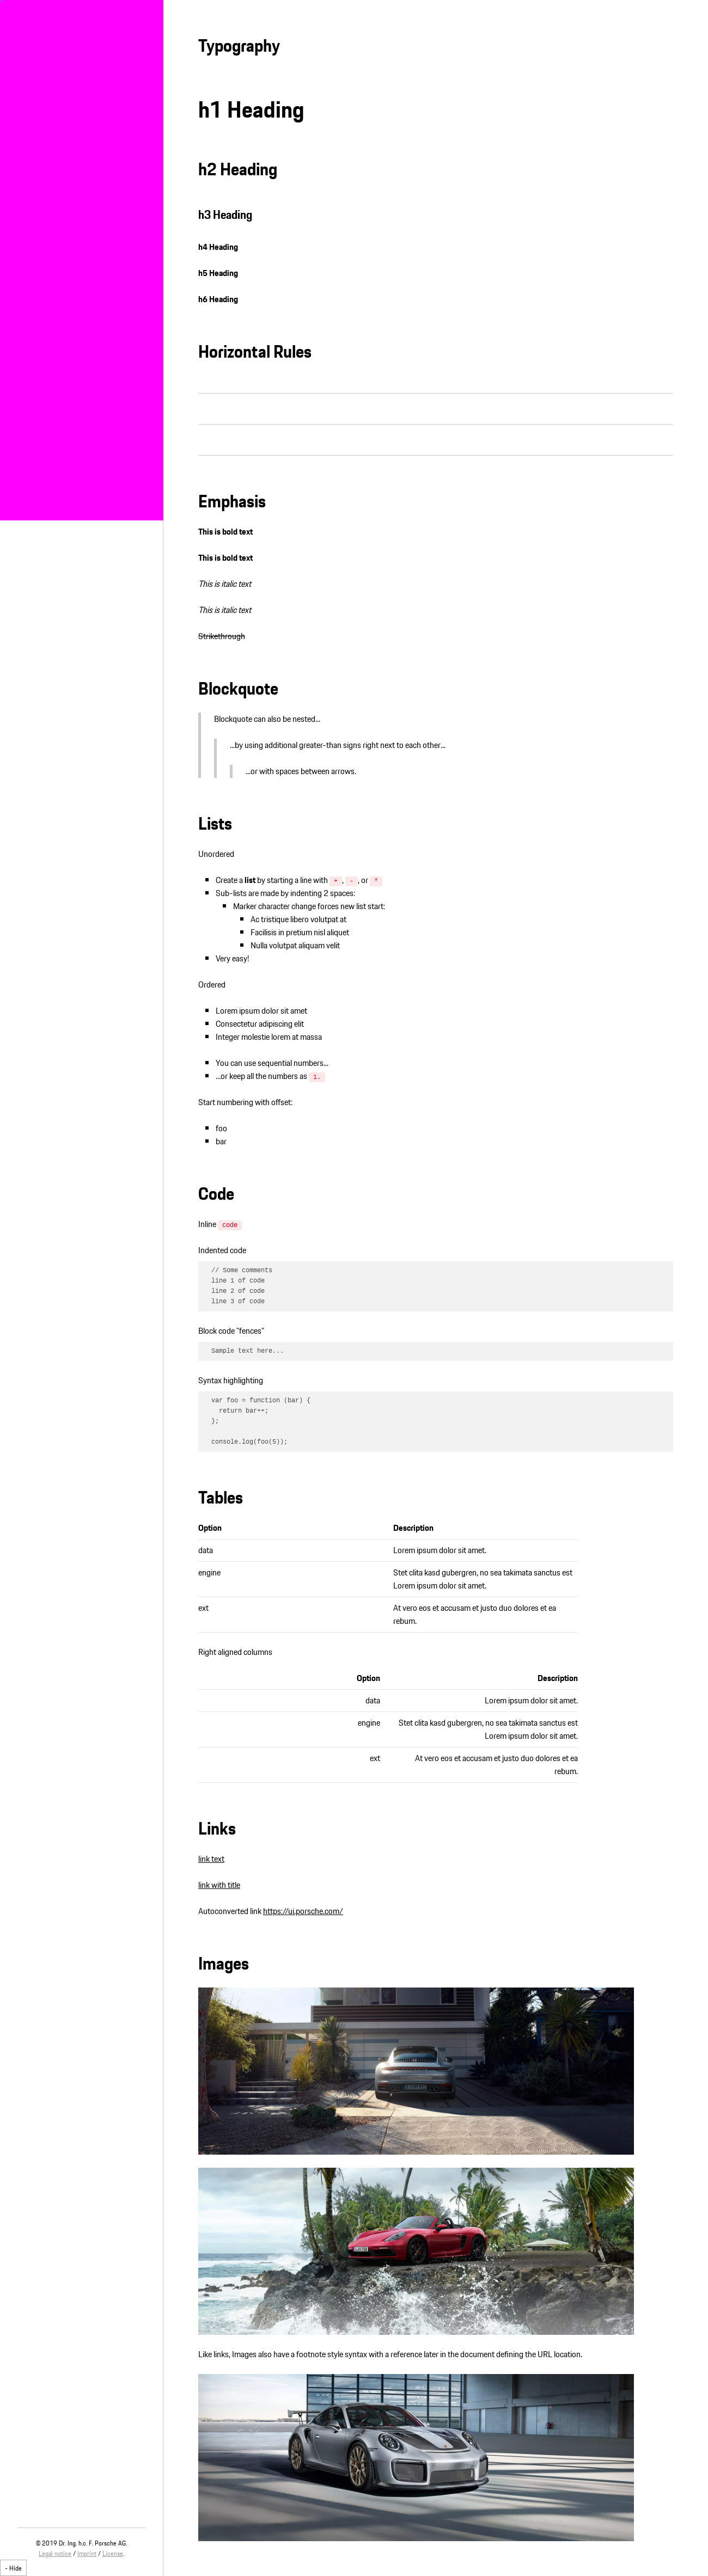 Typography
h1 Heading
h2 Heading
h3 Heading
h4 Heading
h5 Heading
h6 Heading
Horizontal Rules
Emphasis
This is bold text
This is bold text
This is italic text
This is italic text
Strikethrough
Blockquote
Blockquote can also be nested...
...by using additional greater-than signs right next to each other...
...or with spaces between arrows.
Lists
Unordered
Create a list by starting a line with +, -, or *
Sub-lists are made by indenting 2 spaces:
Marker character change forces new list start:
Ac tristique libero volutpat at
Facilisis in pretium nisl aliquet
Nulla volutpat aliquam velit
Very easy!
Ordered
Lorem ipsum dolor sit amet
Consectetur adipiscing elit
Integer molestie lorem at massa
You can use sequential numbers...
...or keep all the numbers as 1.
Start numbering with offset:
foo
bar
Code
Inline code
Indented code
// Some comments
line 1 of code
line 2 of code
line 3 of code
Block code "fences"
Sample text here...
Syntax highlighting
var foo = function (bar) {
return bar++;
};
console.log(foo(5));
Tables
Option Description
data Lorem ipsum dolor sit amet.
engine Stet clita kasd gubergren, no sea takimata sanctus est
Lorem ipsum dolor sit amet.
ext At vero eos et accusam et justo duo dolores et ea
rebum.
Right aligned columns
Option Description
data Lorem ipsum dolor sit amet.
engine Stet clita kasd gubergren, no sea takimata sanctus est
Lorem ipsum dolor sit amet.
ext At vero eos et accusam et justo duo dolores et ea
rebum.
Links
link text
link with title
Autoconverted link https://ui.porsche.com/
Images
Like links, Images also have a footnote style syntax with a reference later in the document defining the URL location.
© 2019 Dr. Ing. h.c. F. Porsche AG.
Legal notice / Imprint / License.
- Hide